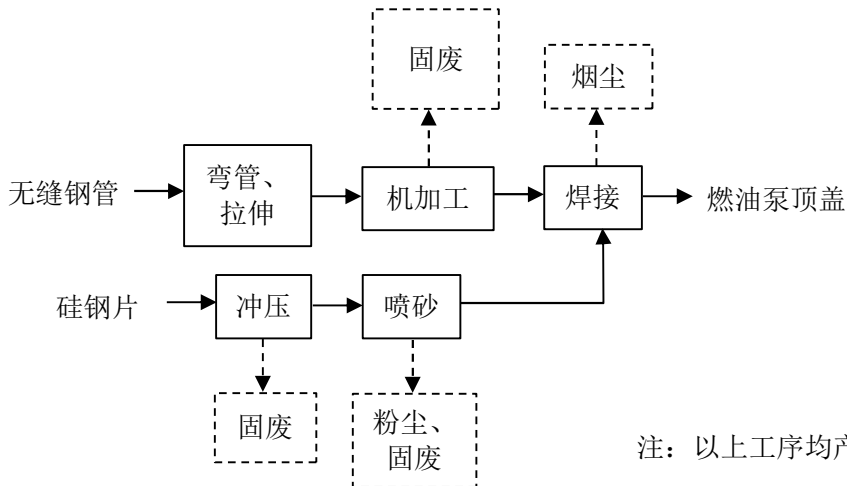 固废
烟尘
无缝钢管
弯管、
拉伸
机加工
焊接
燃油泵顶盖
硅钢片
冲压
喷砂
固废
粉尘、
固废
注：以上工序均产